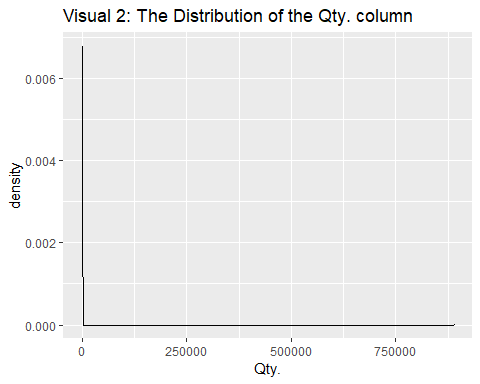 Visual 2: The Distribution of the Qty. column
density
0.006
0.004
0.002
0.000
0 250000 500000 750000
Qty.